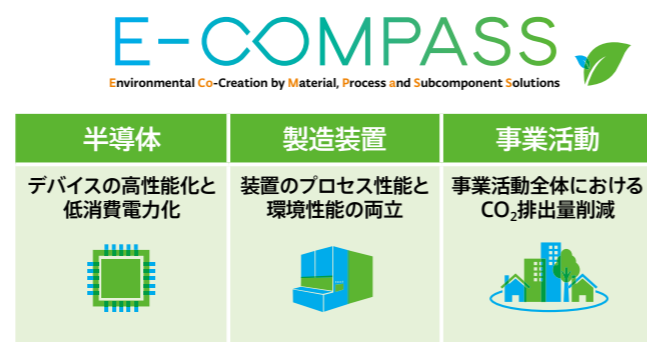 E-COMPASS
Environmental Co-Creation by Material, Process and Subcomponent Solutions
半導体
製造装置
事業活動
デバイスの高性能化と
低消費電力化
装置のプロセス性能と
環境性能の両立
事業活動全体における
CO₂排出量削減